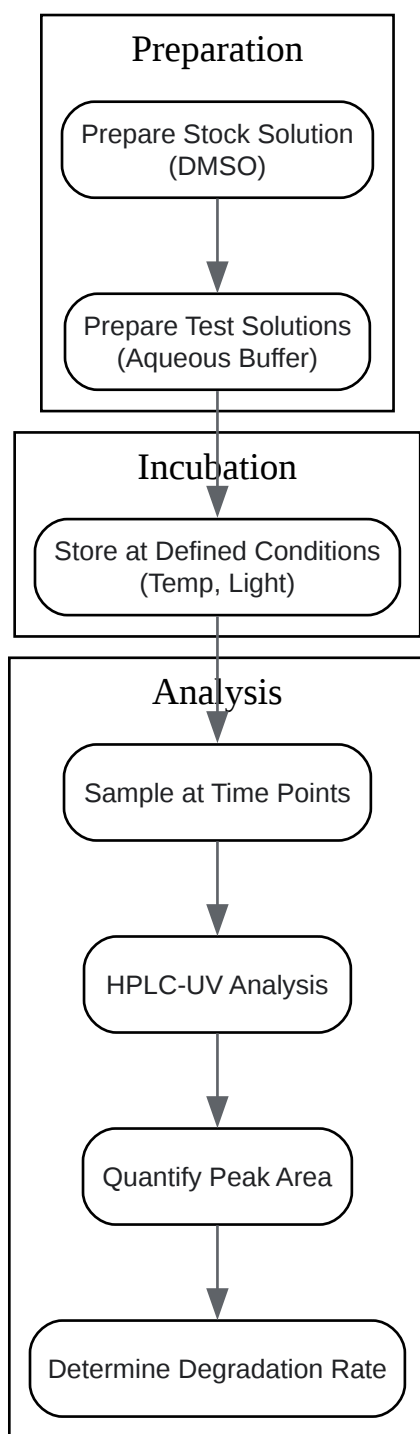 Preparation
Prepare Stock Solution
(DMSO)
Prepare Test Solutions
(Aqueous Buffer)
Incubation
Store at Defined Conditions
(Temp, Light)
Analysis
Sample at Time Points
HPLC-UV Analysis
Quantify Peak Area
Determine Degradation Rate